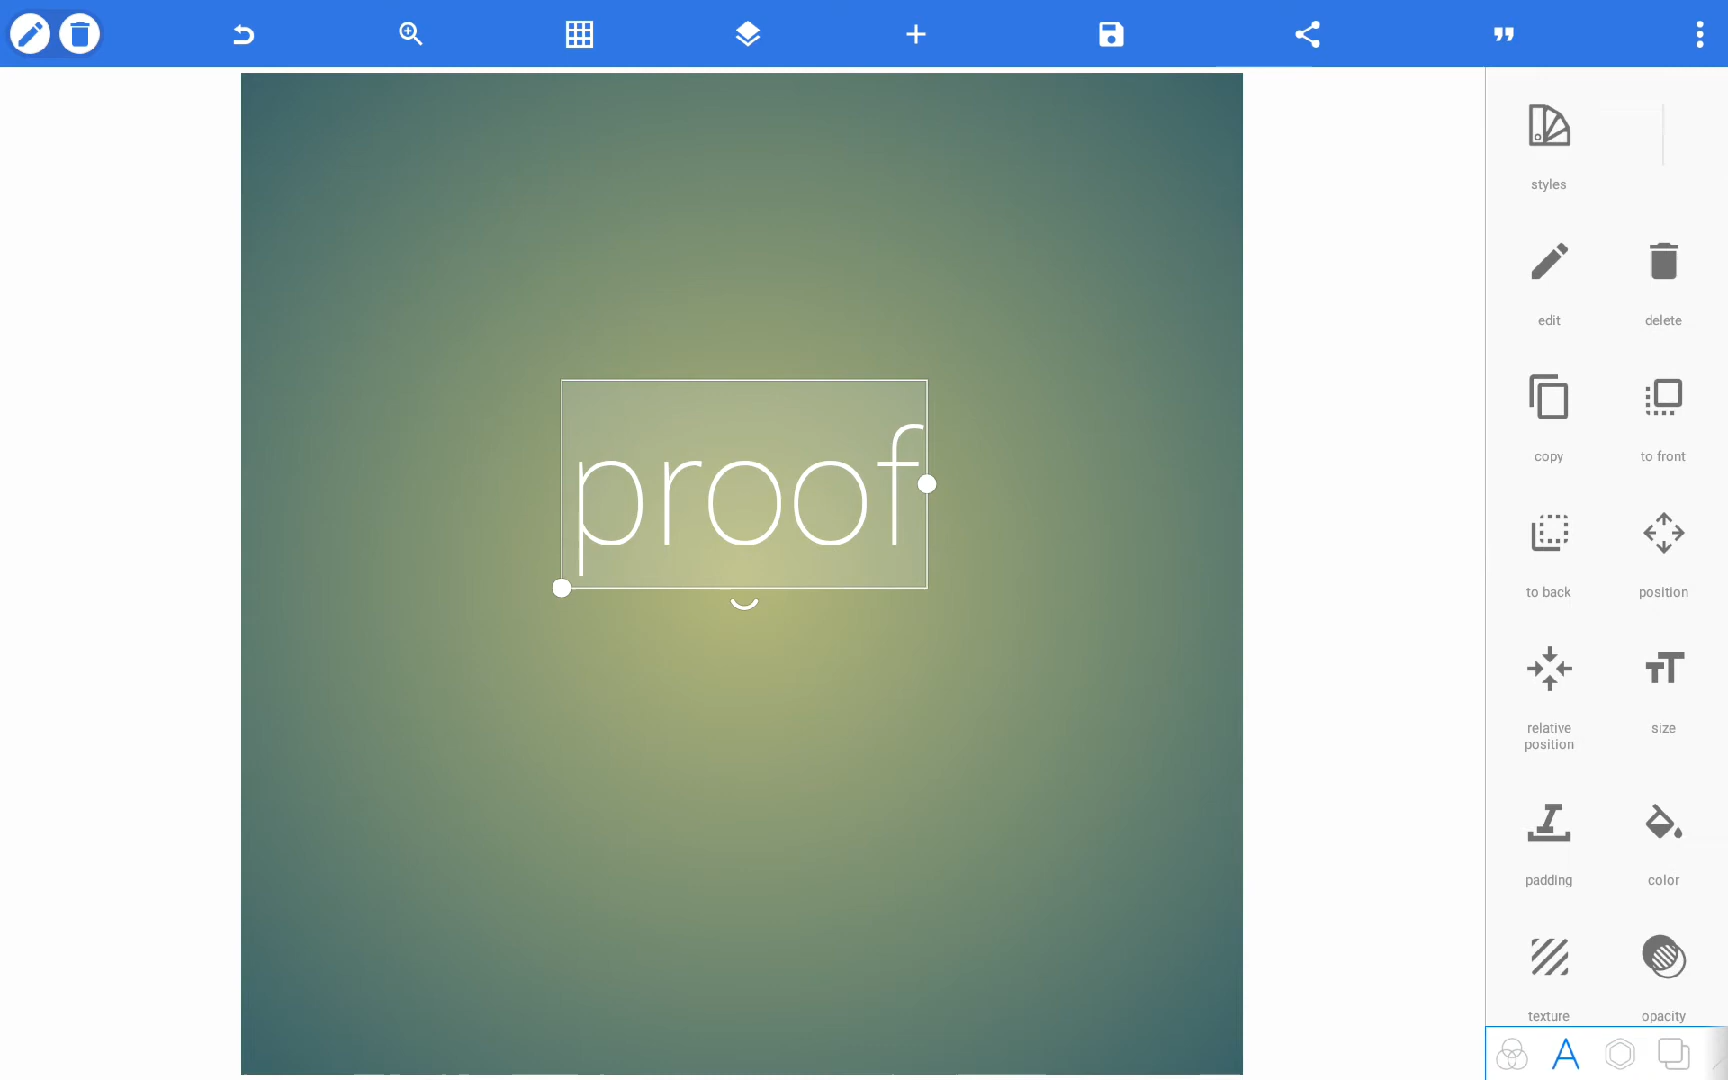 styles
edit
delete
copy
to front
to back
position
relative
position
size
padding
color
texture
opacity
proof